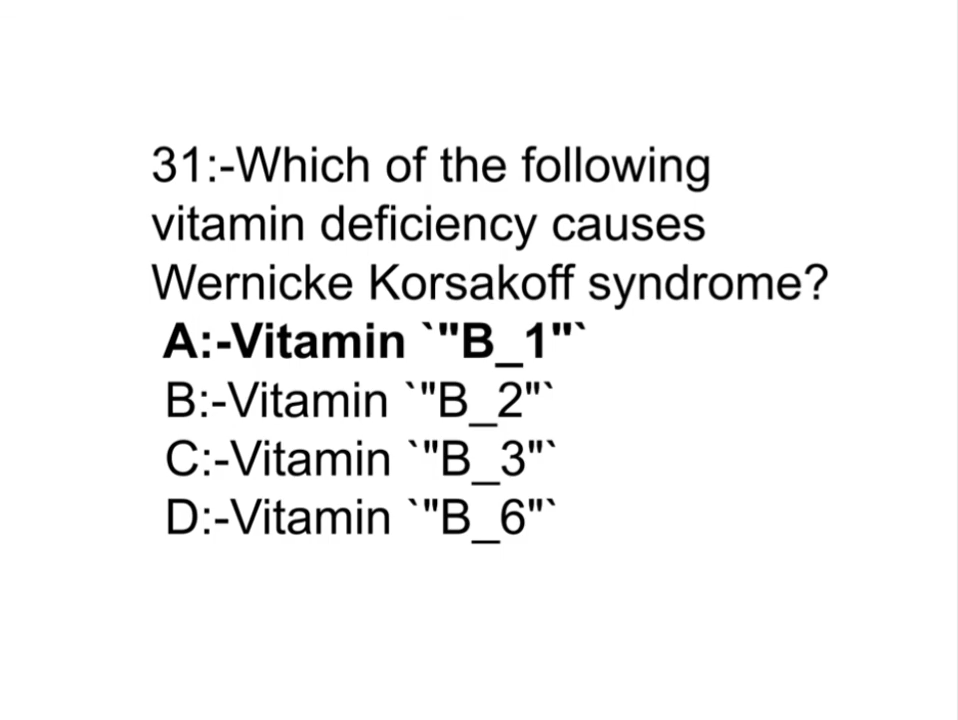 31:-Which of the following
vitamin deficiency causes
Wernicke Korsakoff syndrome?
A:-Vitamin `"B_1"`
B:-Vitamin `"B_2"`
C:-Vitamin `"B_3"`
D:-Vitamin `"B_6"`